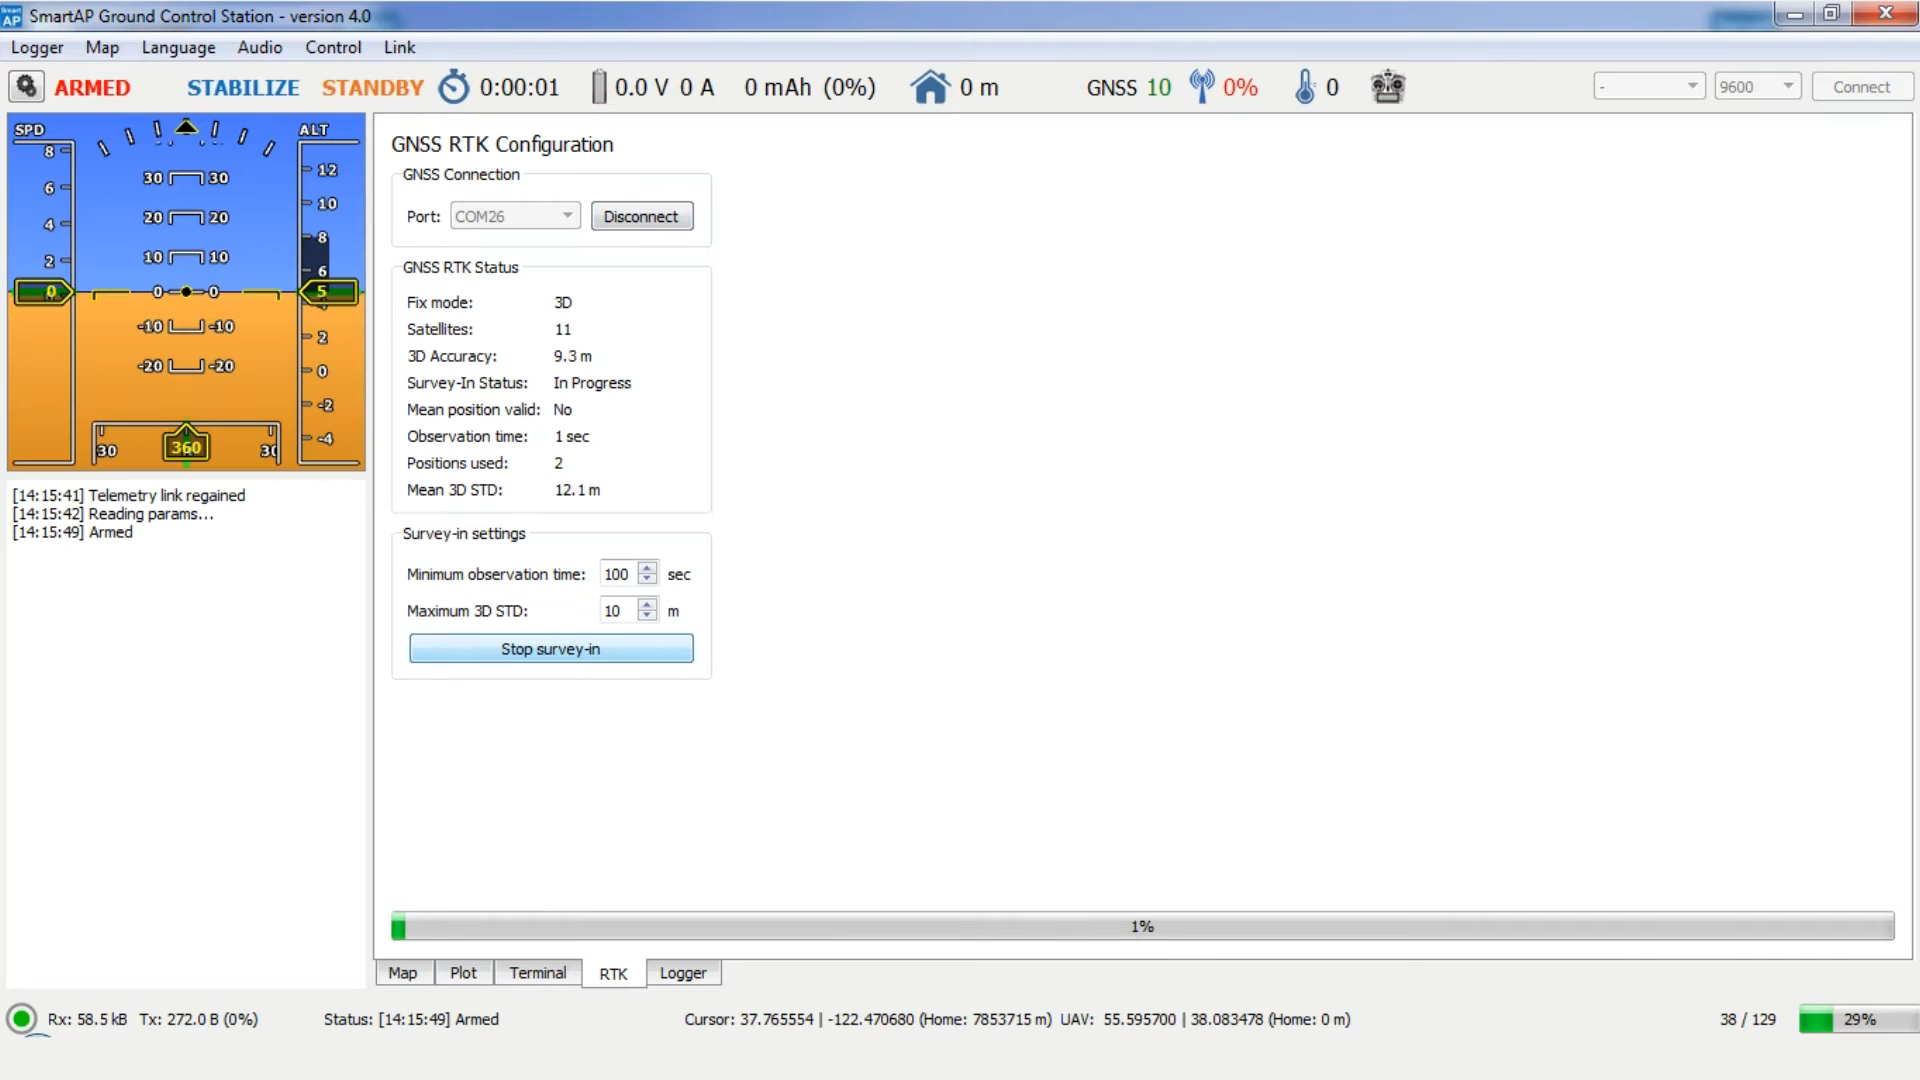 SmartAP Ground Control Station - version 4.0
Logger Map Language Audio Control Link
ARMED STABILIZE STANDBY 0:00:01 0.0 V 0 A 0 mAh (0%) 0 m GNSS 10 0% 0 - 9600 Connect
SPD ALT
8 12
30 30
6 10
20 20
4 8
10 10
2 6
0 0 0 5
-10 -10 2
-20 -20 0
-2
-4
30 360 30
GNSS RTK Configuration
GNSS Connection
Port: COM26 Disconnect
GNSS RTK Status
Fix mode: 3D
Satellites: 11
3D Accuracy: 9.3 m
Survey-In Status: In Progress
Mean position valid: No
Observation time: 1 sec
Positions used: 2
Mean 3D STD: 12.1 m
Survey-in settings
Minimum observation time: 100 sec
Maximum 3D STD: 10 m
Stop survey-in
[14:15:41] Telemetry link regained
[14:15:42] Reading params...
[14:15:49] Armed
1%
Map Plot Terminal RTK Logger
Rx: 58.5 kB Tx: 272.0 B (0%) Status: [14:15:49] Armed Cursor: 37.765554 | -122.470680 (Home: 7853715 m) UAV: 55.595700 | 38.083478 (Home: 0 m) 38 / 129 29%